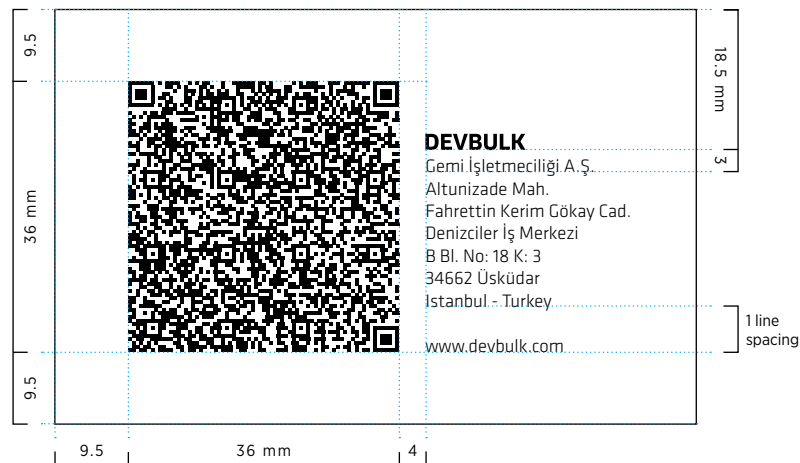 9.5
36 mm
9.5
18.5 mm
3
DEVBULK
Gemi İşletmeciliği A.Ş.
Altunizade Mah.
Fahrettin Kerim Gökay Cad.
Denizciler İş Merkezi
B Bl. No: 18 K: 3
34662 Üsküdar
Istanbul - Turkey
www.devbulk.com
1 line
spacing
9.5
36 mm
4